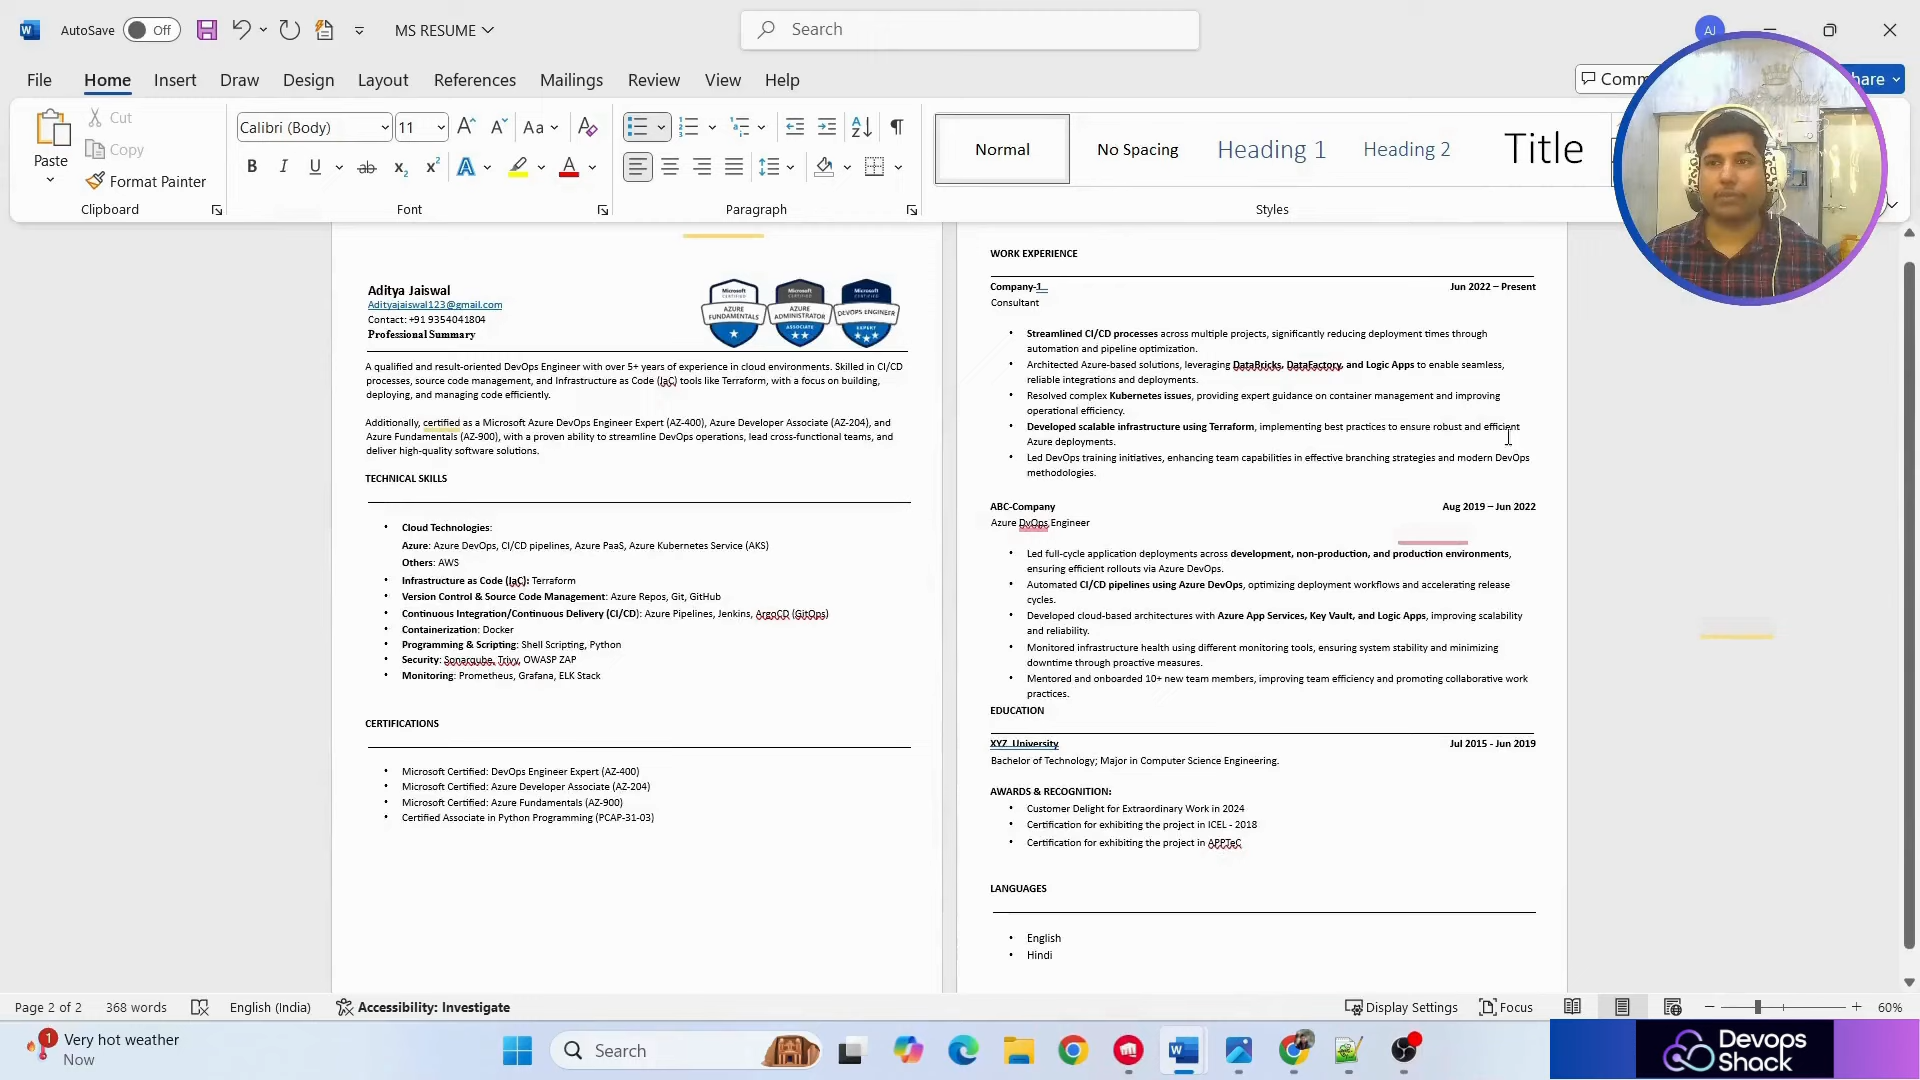 AutoSave Off MS RESUME Search AJ
File Home Insert Draw Design Layout References Mailings Review View Help Comm hare
Paste Cut Copy Format Painter
Calibri (Body) 11
Normal No Spacing Heading 1 Heading 2 Title
Clipboard Font Paragraph Styles
Aditya Jaiswal
Adityajaiswal123@gmail.com
Contact: +91 9354041804
Professional Summary
Microsoft CERTIFIED AZURE FUNDAMENTALS
Microsoft CERTIFIED AZURE ADMINISTRATOR ASSOCIATE
Microsoft CERTIFIED DEVOPS ENGINEER EXPERT
A qualified and result-oriented DevOps Engineer with over 5+ years of experience in cloud environments. Skilled in CI/CD
processes, source code management, and Infrastructure as Code (IaC) tools like Terraform, with a focus on building,
deploying, and managing code efficiently.
Additionally, certified as a Microsoft Azure DevOps Engineer Expert (AZ-400), Azure Developer Associate (AZ-204), and
Azure Fundamentals (AZ-900), with a proven ability to streamline DevOps operations, lead cross-functional teams, and
deliver high-quality software solutions.
TECHNICAL SKILLS
• Cloud Technologies:
Azure: Azure DevOps, CI/CD pipelines, Azure PaaS, Azure Kubernetes Service (AKS)
Others: AWS
• Infrastructure as Code (IaC): Terraform
• Version Control & Source Code Management: Azure Repos, Git, GitHub
• Continuous Integration/Continuous Delivery (CI/CD): Azure Pipelines, Jenkins, ArgoCD (GitOps)
• Containerization: Docker
• Programming & Scripting: Shell Scripting, Python
• Security: Sonarqube, Trivy, OWASP ZAP
• Monitoring: Prometheus, Grafana, ELK Stack
CERTIFICATIONS
• Microsoft Certified: DevOps Engineer Expert (AZ-400)
• Microsoft Certified: Azure Developer Associate (AZ-204)
• Microsoft Certified: Azure Fundamentals (AZ-900)
• Certified Associate in Python Programming (PCAP-31-03)
WORK EXPERIENCE
Company-1 Jun 2022 – Present
Consultant
• Streamlined CI/CD processes across multiple projects, significantly reducing deployment times through
automation and pipeline optimization.
• Architected Azure-based solutions, leveraging DataBricks, DataFactory, and Logic Apps to enable seamless,
reliable integrations and deployments.
• Resolved complex Kubernetes issues, providing expert guidance on container management and improving
operational efficiency.
• Developed scalable infrastructure using Terraform, implementing best practices to ensure robust and efficient
Azure deployments.
• Led DevOps training initiatives, enhancing team capabilities in effective branching strategies and modern DevOps
methodologies.
ABC-Company Aug 2019 – Jun 2022
Azure DvOps Engineer
• Led full-cycle application deployments across development, non-production, and production environments,
ensuring efficient rollouts via Azure DevOps.
• Automated CI/CD pipelines using Azure DevOps, optimizing deployment workflows and accelerating release
cycles.
• Developed cloud-based architectures with Azure App Services, Key Vault, and Logic Apps, improving scalability
and reliability.
• Monitored infrastructure health using different monitoring tools, ensuring system stability and minimizing
downtime through proactive measures.
• Mentored and onboarded 10+ new team members, improving team efficiency and promoting collaborative work
practices.
EDUCATION
XYZ University Jul 2015 - Jun 2019
Bachelor of Technology; Major in Computer Science Engineering.
AWARDS & RECOGNITION:
• Customer Delight for Extraordinary Work in 2024
• Certification for exhibiting the project in ICEL - 2018
• Certification for exhibiting the project in APPTeC
LANGUAGES
• English
• Hindi
Page 2 of 2 368 words English (India) Accessibility: Investigate Display Settings Focus 60%
1 Very hot weather
Now
Search
Devops
Shack